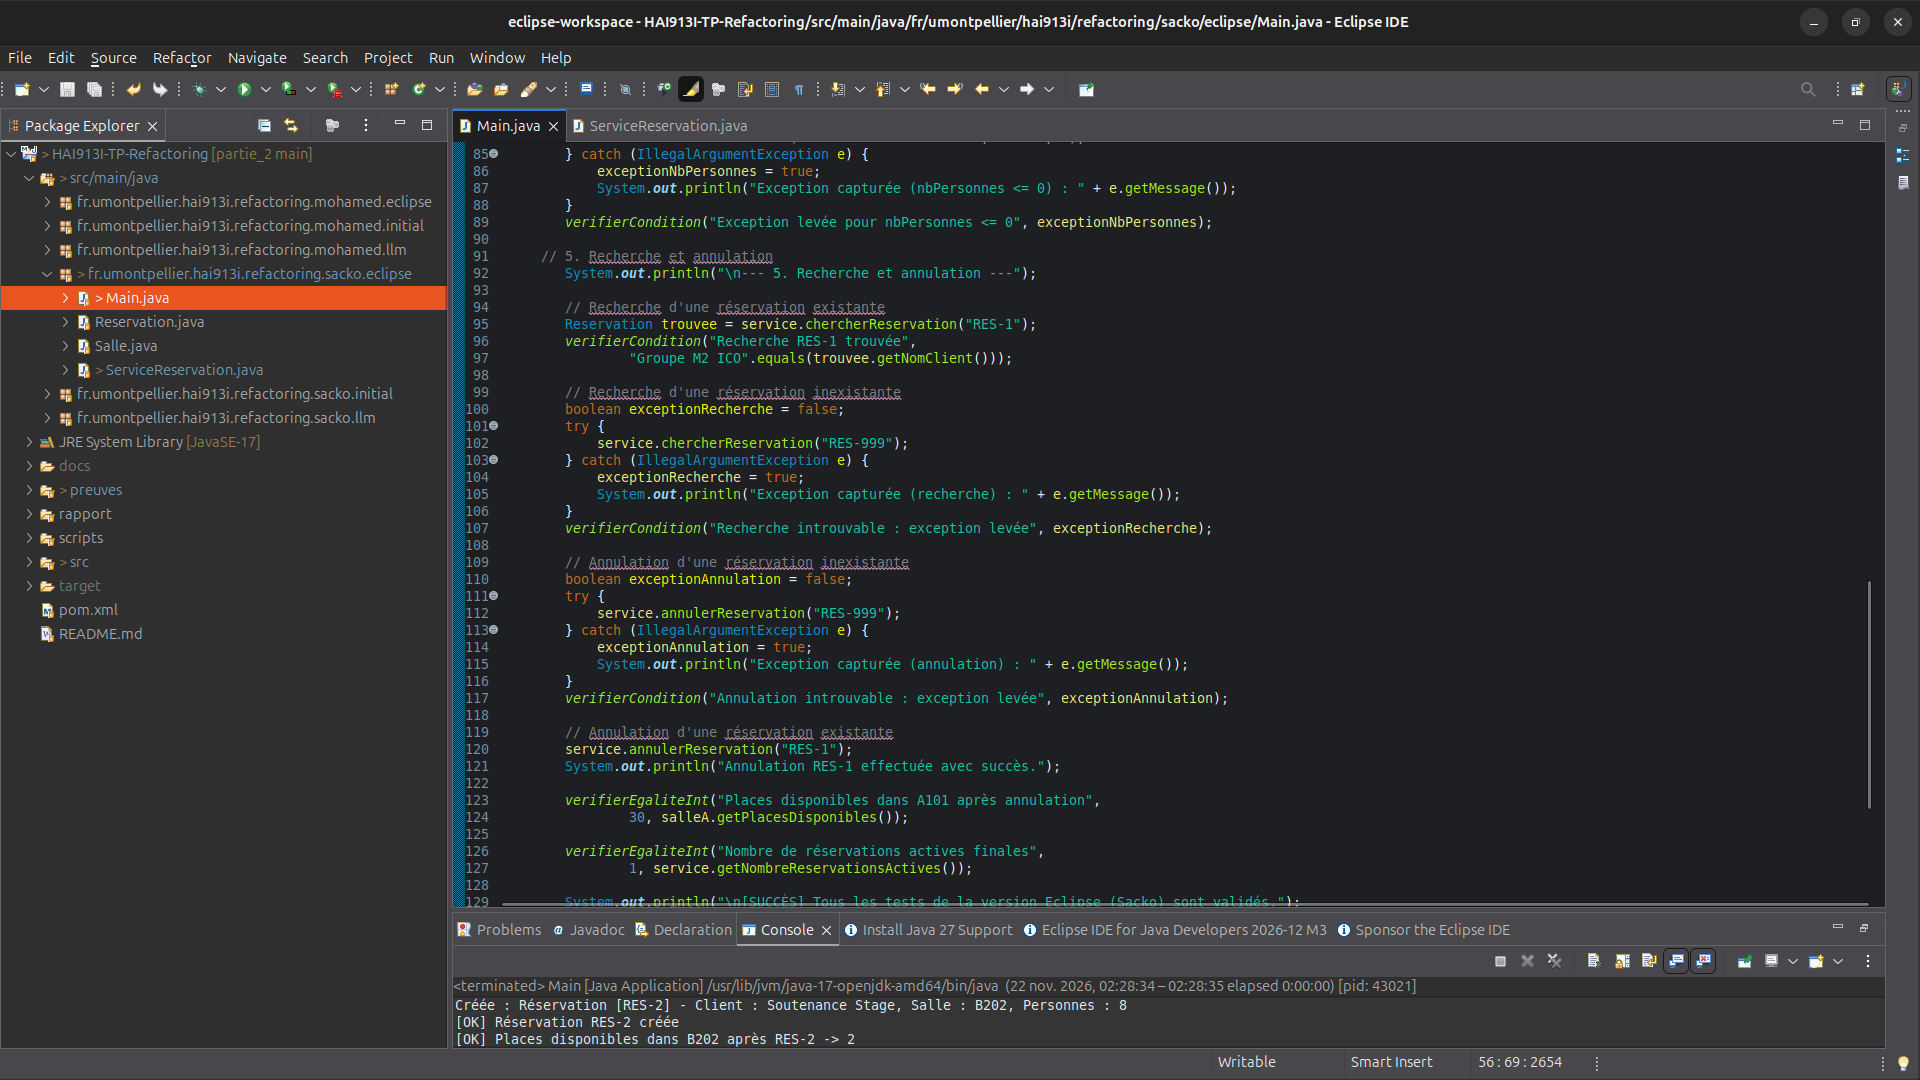 eclipse-workspace - HAI913I-TP-Refactoring/src/main/java/fr/umontpellier/hai913i/refactoring/sacko/eclipse/Main.java - Eclipse IDE
File Edit Source Refactor Navigate Search Project Run Window Help
Package Explorer
> HAI913I-TP-Refactoring [partie_2 main]
> src/main/java
fr.umontpellier.hai913i.refactoring.mohamed.eclipse
fr.umontpellier.hai913i.refactoring.mohamed.initial
fr.umontpellier.hai913i.refactoring.mohamed.llm
> fr.umontpellier.hai913i.refactoring.sacko.eclipse
> Main.java
Reservation.java
Salle.java
> ServiceReservation.java
fr.umontpellier.hai913i.refactoring.sacko.initial
fr.umontpellier.hai913i.refactoring.sacko.llm
JRE System Library [JavaSE-17]
docs
> preuves
rapport
scripts
> src
target
pom.xml
README.md
Main.java ServiceReservation.java
85 } catch (IllegalArgumentException e) {
86 exceptionNbPersonnes = true;
87 System.out.println("Exception capturée (nbPersonnes <= 0) : " + e.getMessage());
88 }
89 verifierCondition("Exception levée pour nbPersonnes <= 0", exceptionNbPersonnes);
90
91 // 5. Recherche et annulation
92 System.out.println("\n--- 5. Recherche et annulation ---");
93
94 // Recherche d'une réservation existante
95 Reservation trouvee = service.chercherReservation("RES-1");
96 verifierCondition("Recherche RES-1 trouvée",
97 "Groupe M2 ICO".equals(trouvee.getNomClient()));
98
99 // Recherche d'une réservation inexistante
100 boolean exceptionRecherche = false;
101 try {
102 service.chercherReservation("RES-999");
103 } catch (IllegalArgumentException e) {
104 exceptionRecherche = true;
105 System.out.println("Exception capturée (recherche) : " + e.getMessage());
106 }
107 verifierCondition("Recherche introuvable : exception levée", exceptionRecherche);
108
109 // Annulation d'une réservation inexistante
110 boolean exceptionAnnulation = false;
111 try {
112 service.annulerReservation("RES-999");
113 } catch (IllegalArgumentException e) {
114 exceptionAnnulation = true;
115 System.out.println("Exception capturée (annulation) : " + e.getMessage());
116 }
117 verifierCondition("Annulation introuvable : exception levée", exceptionAnnulation);
118
119 // Annulation d'une réservation existante
120 service.annulerReservation("RES-1");
121 System.out.println("Annulation RES-1 effectuée avec succès.");
122
123 verifierEgaliteInt("Places disponibles dans A101 après annulation",
124 30, salleA.getPlacesDisponibles());
125
126 verifierEgaliteInt("Nombre de réservations actives finales",
127 1, service.getNombreReservationsActives());
128
129 System.out.println("\n[SUCCÈS] Tous les tests de la version Eclipse (Sacko) sont validés.");
Problems Javadoc Declaration Console Install Java 27 Support Eclipse IDE for Java Developers 2026-12 M3 Sponsor the Eclipse IDE
<terminated> Main [Java Application] /usr/lib/jvm/java-17-openjdk-amd64/bin/java (22 nov. 2026, 02:28:34 – 02:28:35 elapsed 0:00:00) [pid: 43021]
Créée : Réservation [RES-2] - Client : Soutenance Stage, Salle : B202, Personnes : 8
[OK] Réservation RES-2 créée
[OK] Places disponibles dans B202 après RES-2 -> 2
Writable Smart Insert 56 : 69 : 2654